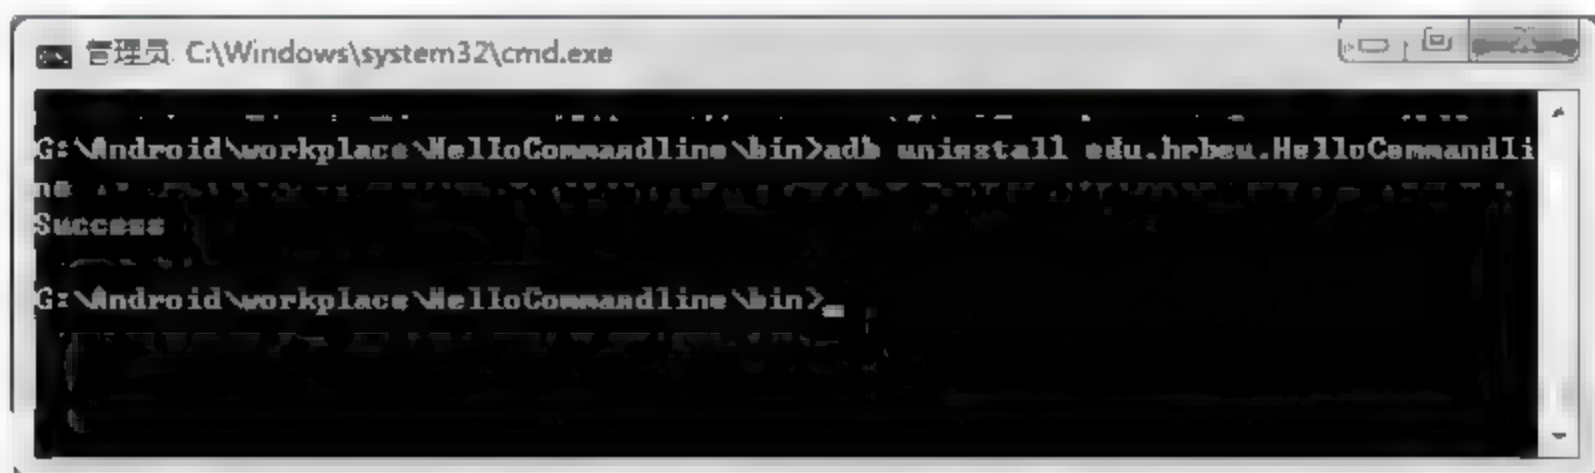 管理员 C:\Windows\system32\cmd.exe
G:\Android\workplace\HelloCommandline\bin>adb uninstall edu.hrbeu.HelloCommandli
ne
Success
G:\Android\workplace\HelloCommandline\bin>_